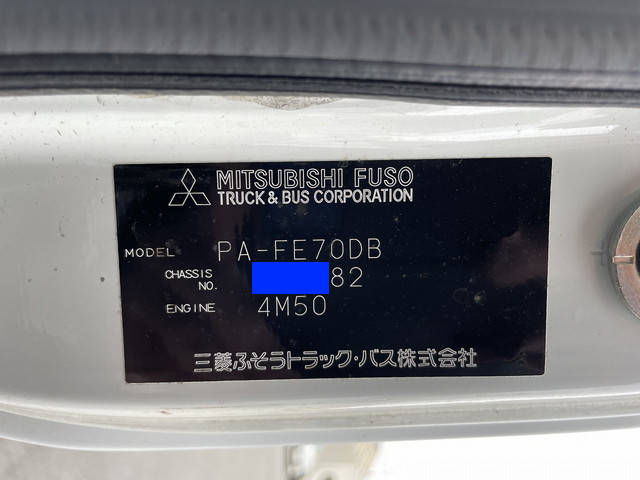 MITSUBISHI FUSO
TRUCK & BUS CORPORATION
MODEL PA-FE70DB
CHASSIS NO. 82
ENGINE 4M50
三菱ふそうトラック・バス株式会社